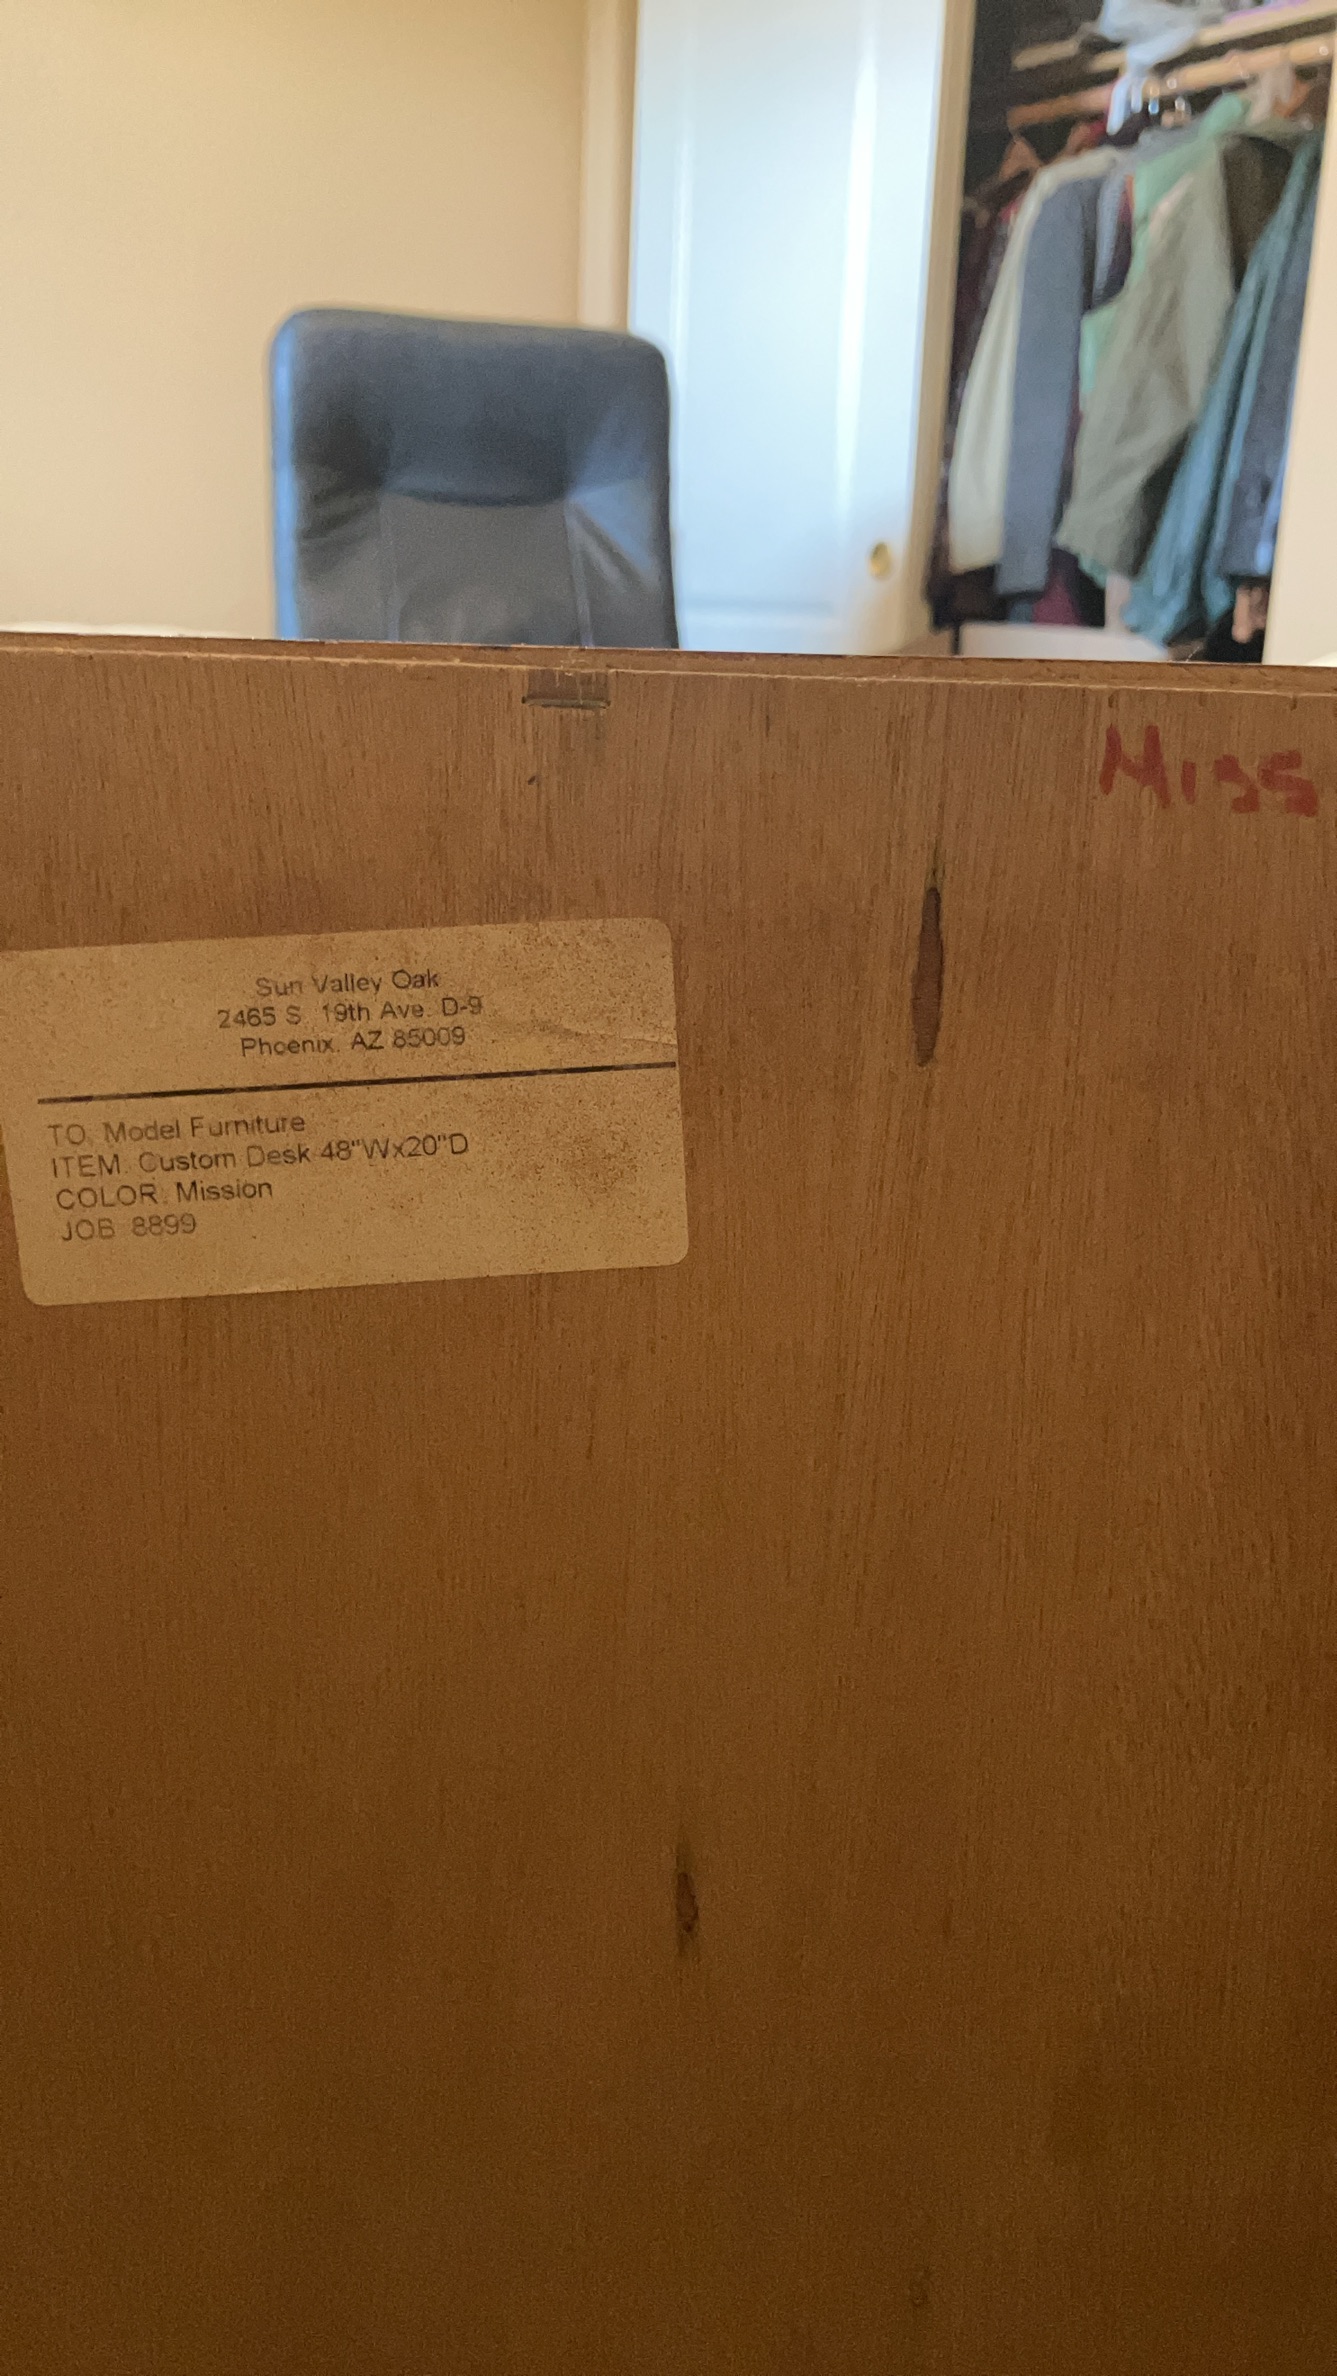 Miss
Sun Valley Oak
2465 S. 19th Ave. D-9
Phoenix, AZ 85009
TO: Model Furniture
ITEM: Custom Desk 48"Wx20"D
COLOR: Mission
JOB: 8899